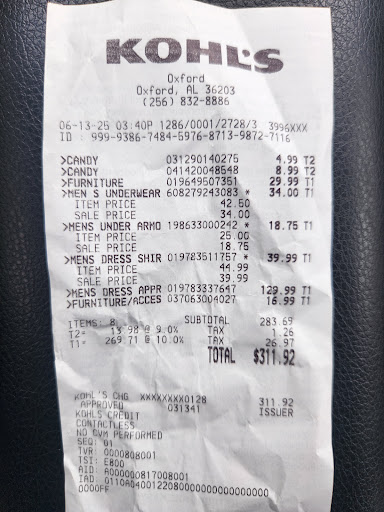 KOHL'S
Oxford
Oxford, AL 36203
(256) 832-8886
06-13-25 03:40P 1286/0001/2728/3 3996XXX
ID : 999-9386-7484-5976-8713-9872-7116
>CANDY 031290140275 4.99 T2
>CANDY 041420048548 8.99 T2
>FURNITURE 019649507351 29.99 T1
>MEN'S UNDERWEAR 608279243083 * 34.00 T1
ITEM PRICE 42.50
SALE PRICE 34.00
>MENS UNDER ARMO 198633000242 * 18.75 T1
ITEM PRICE 25.00
SALE PRICE 18.75
>MENS DRESS SHIR 019783511757 * 39.99 T1
ITEM PRICE 44.99
SALE PRICE 39.99
>MENS DRESS APPR 019783337647 129.99 T1
>FURNITURE/ACCES 037063004027 16.99 T1
ITEMS: 8 SUBTOTAL 283.69
T2= 13.98 @ 9.0% TAX 1.26
T1= 269.71 @ 10.0% TAX 26.97
TOTAL $311.92
KOHL'S CHG XXXXXXXX0128 311.92
APPROVED 031341 ISSUER
KOHLS CREDIT
CONTACTLESS
NO CVM PERFORMED
SEQ: 01
TVR: 0000808001
TSI: E800
AID: A000000817008001
IAD: 0110A04001220800000000000000000
0000FF